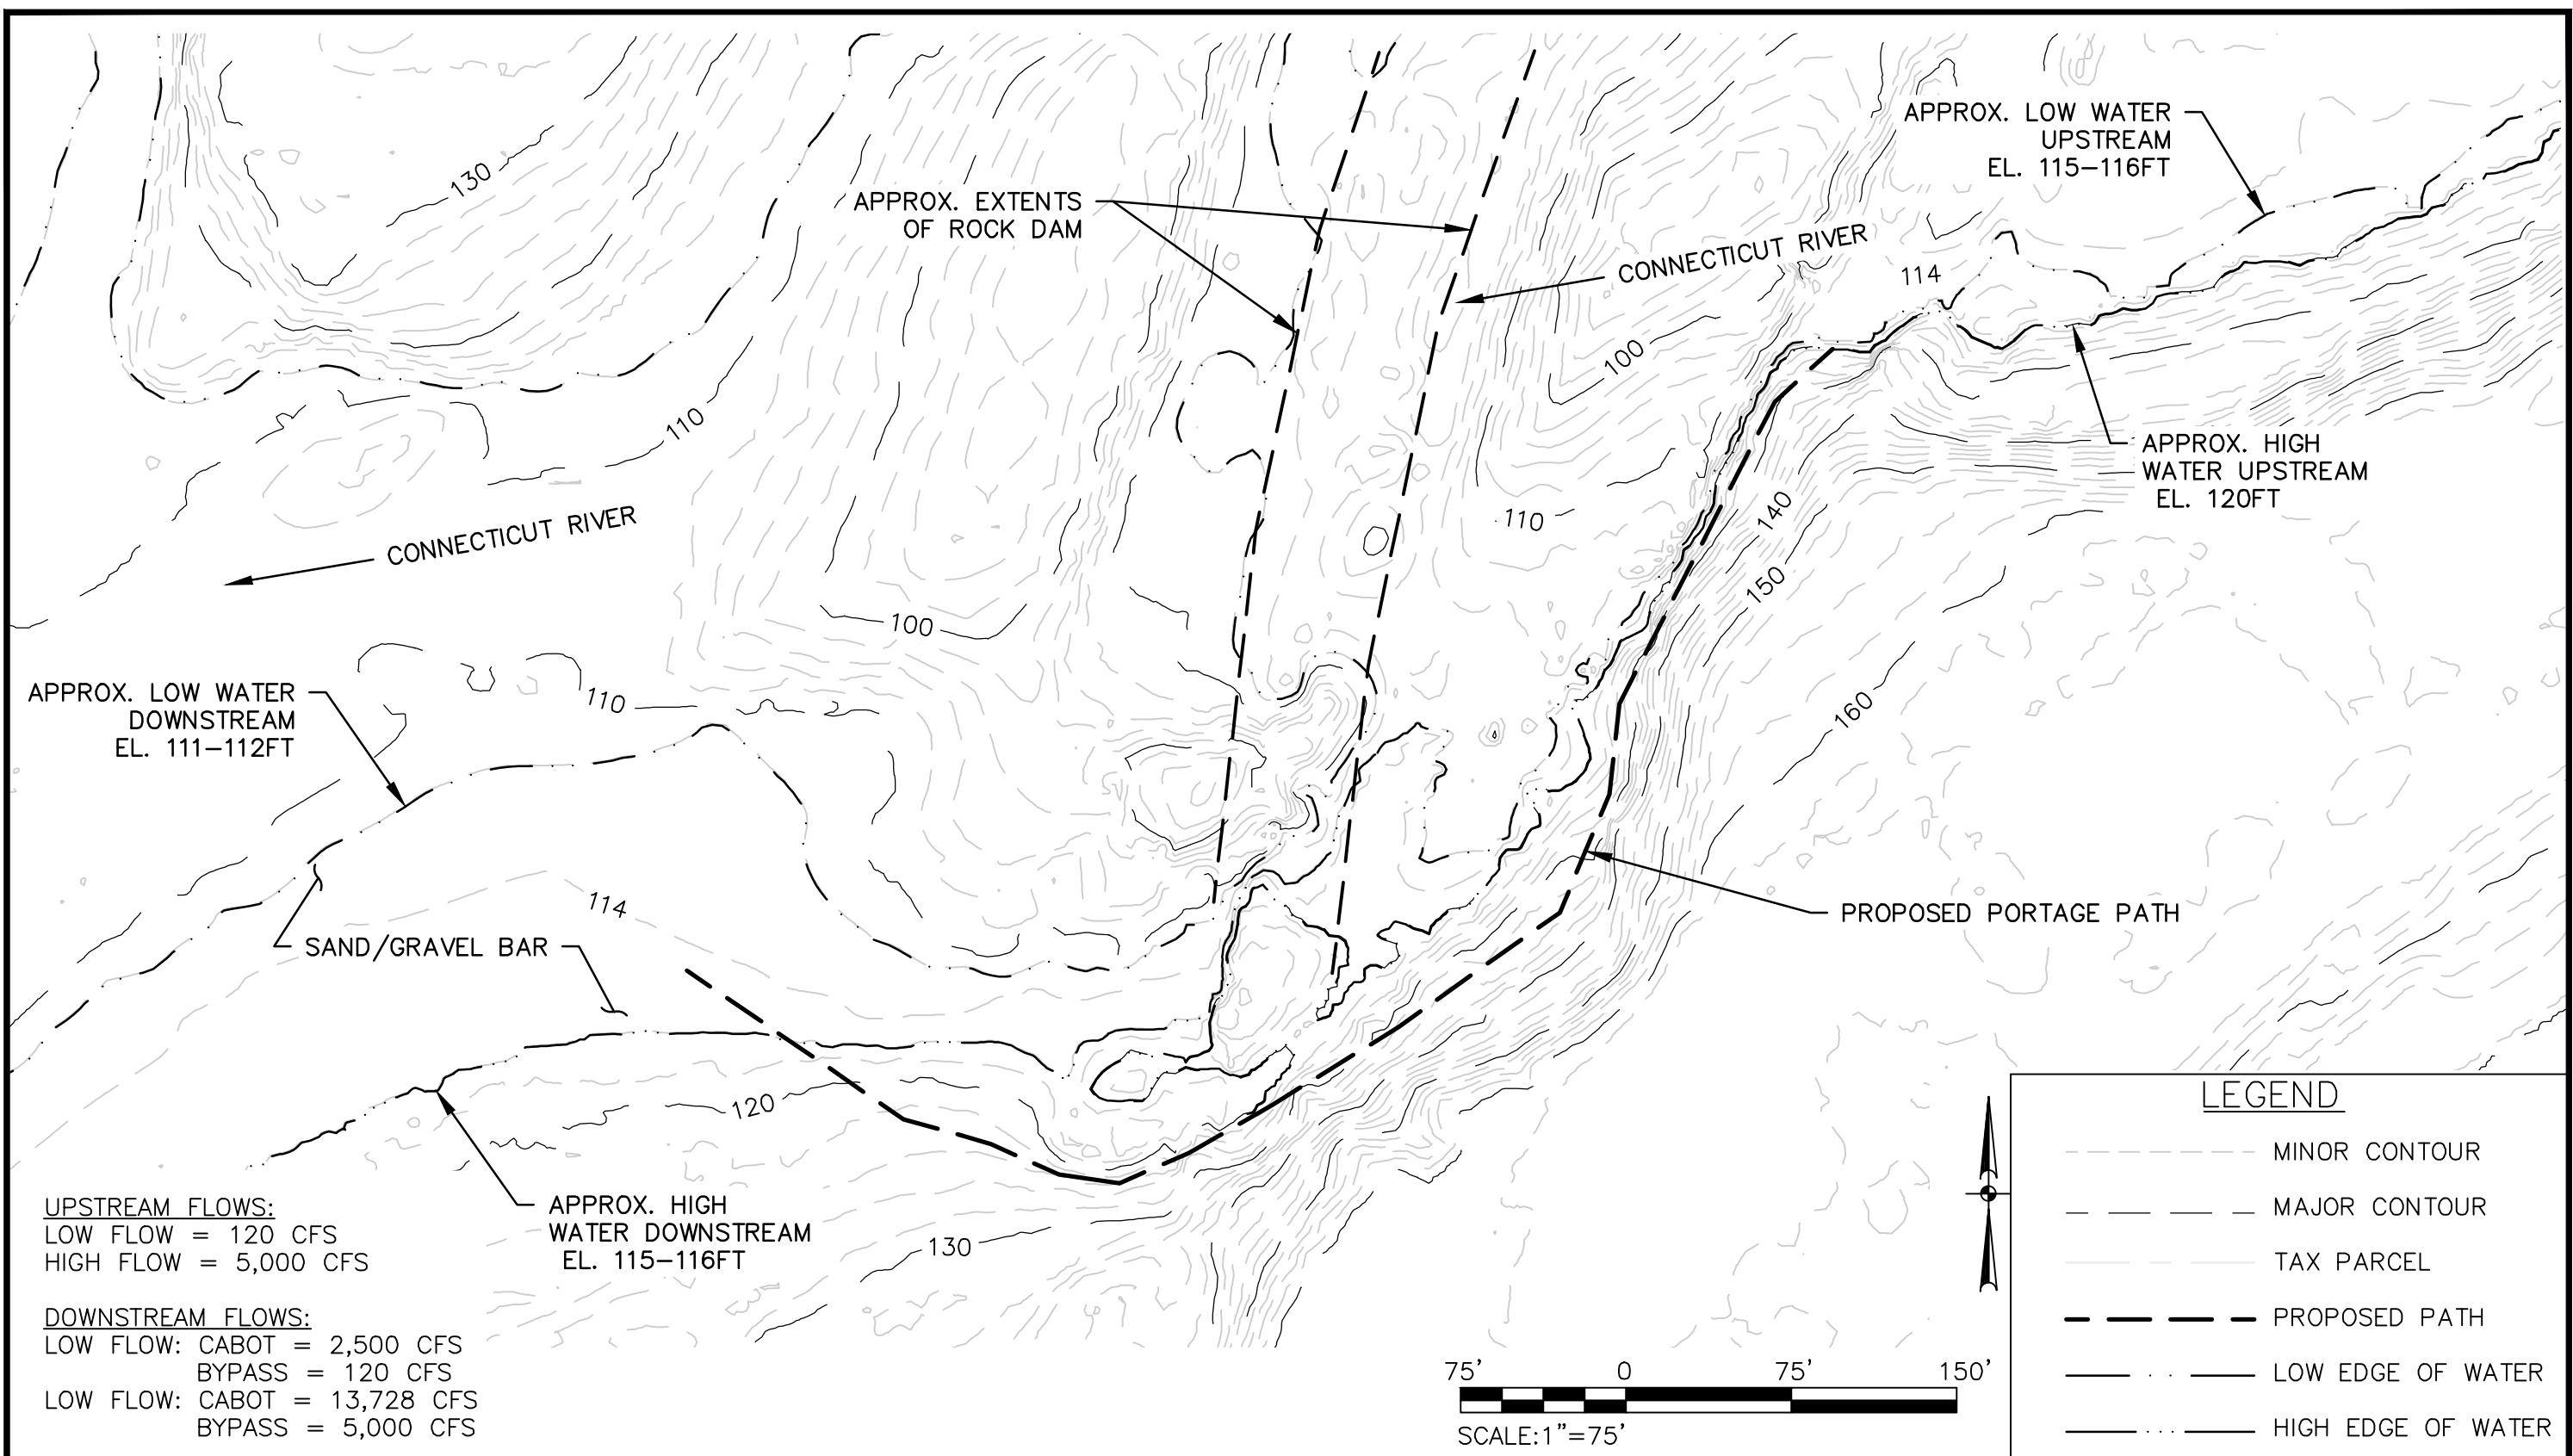 130
APPROX. EXTENTS
OF ROCK DAM
CONNECTICUT RIVER
APPROX. LOW WATER
UPSTREAM
EL. 115–116FT
114
100
110
APPROX. HIGH
WATER UPSTREAM
EL. 120FT
110
140
150
160
CONNECTICUT RIVER
100
110
APPROX. LOW WATER
DOWNSTREAM
EL. 111–112FT
114
SAND/GRAVEL BAR
PROPOSED PORTAGE PATH
120
130
APPROX. HIGH
WATER DOWNSTREAM
EL. 115–116FT
UPSTREAM FLOWS:
LOW FLOW = 120 CFS
HIGH FLOW = 5,000 CFS
DOWNSTREAM FLOWS:
LOW FLOW: CABOT = 2,500 CFS
BYPASS = 120 CFS
LOW FLOW: CABOT = 13,728 CFS
BYPASS = 5,000 CFS
75' 0 75' 150'
SCALE:1"=75'
LEGEND
MINOR CONTOUR
MAJOR CONTOUR
TAX PARCEL
PROPOSED PATH
LOW EDGE OF WATER
HIGH EDGE OF WATER